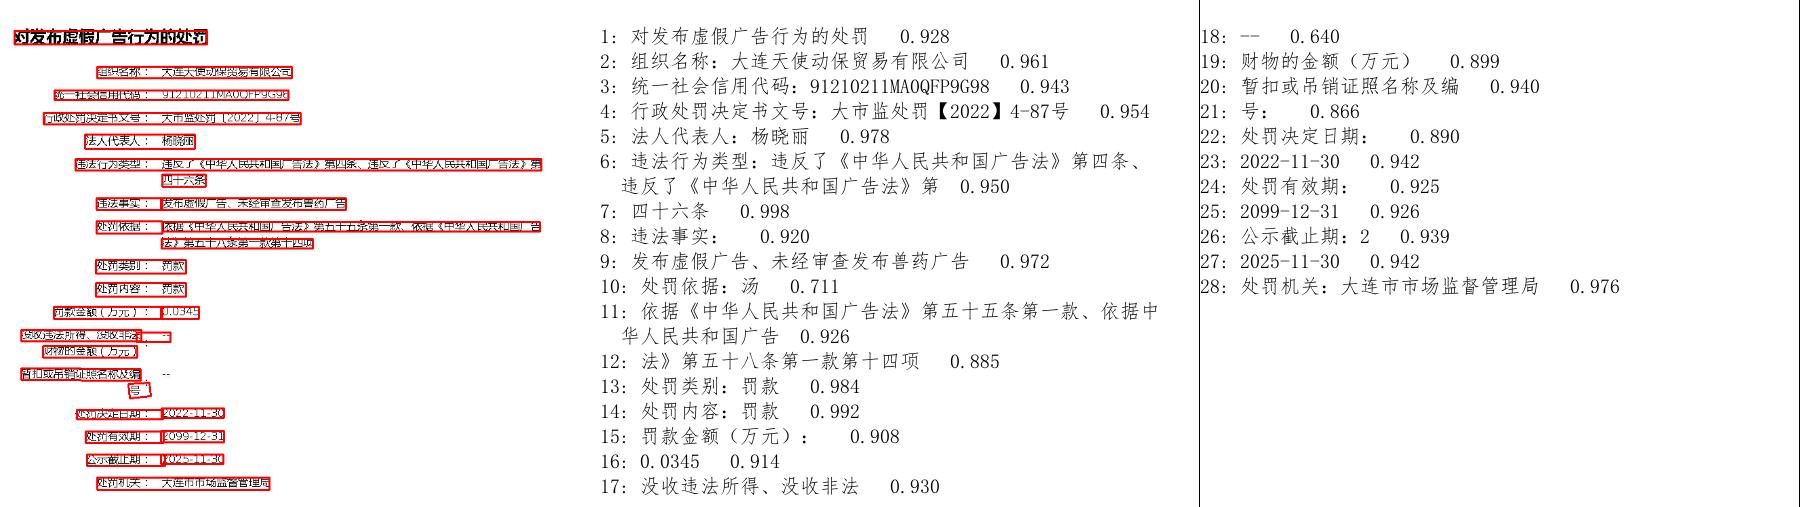 对发布虚假广告行为的处罚
组织名称： 大连天使动保贸易有限公司
统一社会信用代码： 91210211MA0QFP9G98
行政处罚决定书文号： 大市监处罚〔2022〕4-87号
法人代表人： 杨晓丽
违法行为类型： 违反了《中华人民共和国广告法》第四条、违反了《中华人民共和国广告法》第
四十六条
违法事实： 发布虚假广告、未经审查发布兽药广告
处罚依据： 依据《中华人民共和国广告法》第五十五条第一款、依据《中华人民共和国广告
法》第五十八条第一款第十四项
处罚类别： 罚款
处罚内容： 罚款
罚款金额（万元）： 0.0345
没收违法所得、没收非法 --
财物的金额（万元）：
暂扣或吊销证照名称及编 --
号：
处罚决定日期： 2022-11-30
处罚有效期： 2099-12-31
公示截止期： 2025-11-30
处罚机关： 大连市市场监督管理局
1: 对发布虚假广告行为的处罚 0.928
2: 组织名称：大连天使动保贸易有限公司 0.961
3: 统一社会信用代码：91210211MA0QFP9G98 0.943
4: 行政处罚决定书文号：大市监处罚【2022】4-87号 0.954
5: 法人代表人：杨晓丽 0.978
6: 违法行为类型：违反了《中华人民共和国广告法》第四条、
违反了《中华人民共和国广告法》第 0.950
7: 四十六条 0.998
8: 违法事实： 0.920
9: 发布虚假广告、未经审查发布兽药广告 0.972
10: 处罚依据：汤 0.711
11: 依据《中华人民共和国广告法》第五十五条第一款、依据中
华人民共和国广告 0.926
12: 法》第五十八条第一款第十四项 0.885
13: 处罚类别：罚款 0.984
14: 处罚内容：罚款 0.992
15: 罚款金额（万元）： 0.908
16: 0.0345 0.914
17: 没收违法所得、没收非法 0.930
18: -- 0.640
19: 财物的金额（万元） 0.899
20: 暂扣或吊销证照名称及编 0.940
21: 号： 0.866
22: 处罚决定日期： 0.890
23: 2022-11-30 0.942
24: 处罚有效期： 0.925
25: 2099-12-31 0.926
26: 公示截止期：2 0.939
27: 2025-11-30 0.942
28: 处罚机关：大连市市场监督管理局 0.976